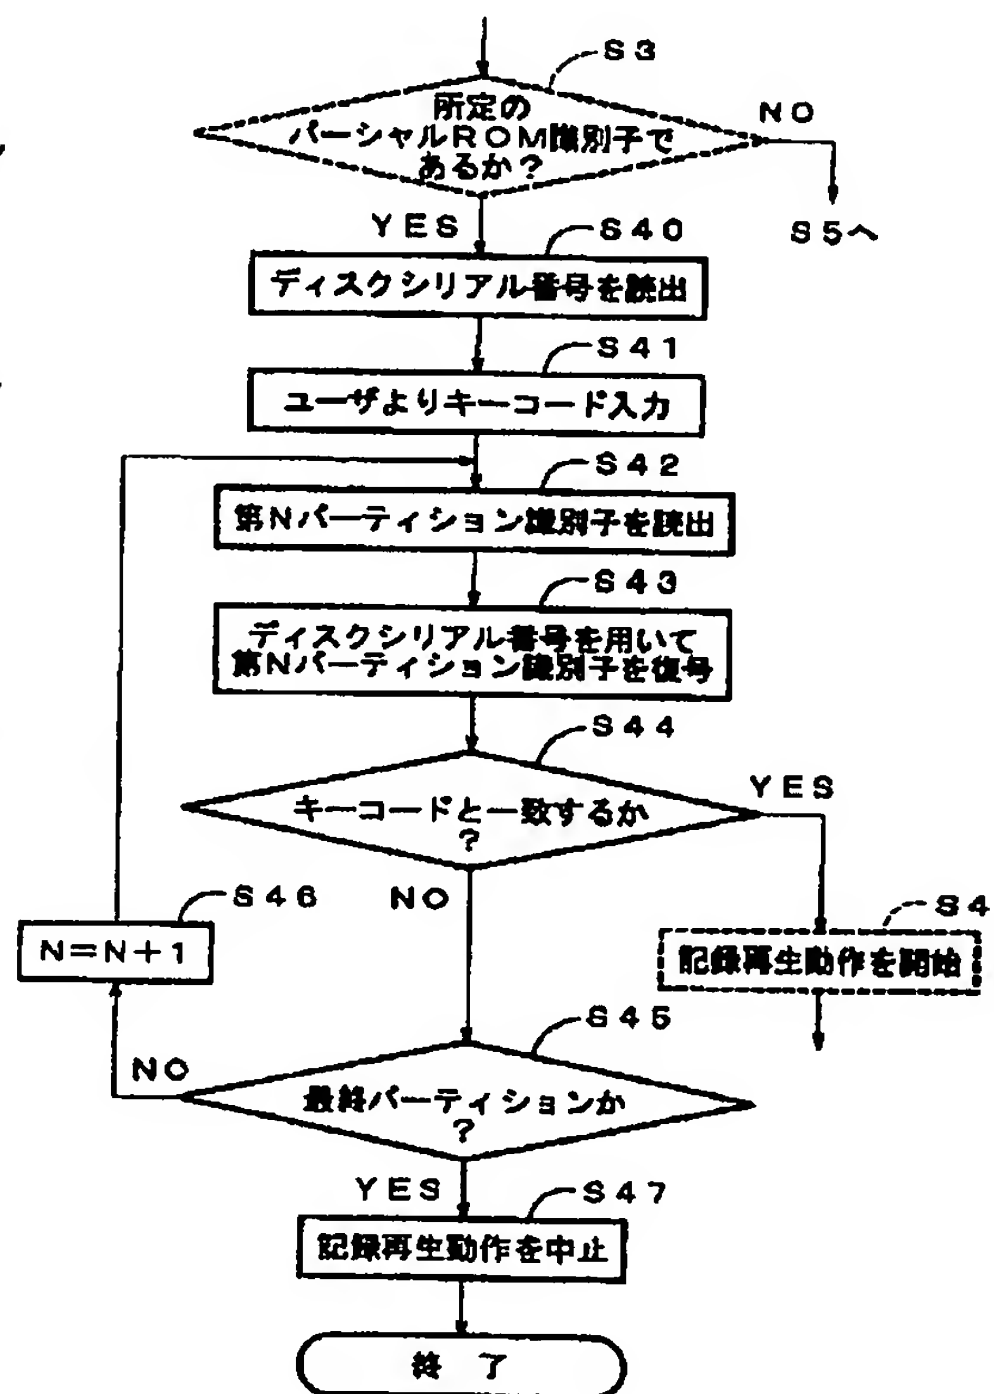 S3
所定の
パーシャルROM識別子で
あるか?
NO
S5へ
YES
S40
ディスクシリアル番号を読出
S41
ユーザよりキーコード入力
S42
第Nパーティション識別子を読出
S43
ディスクシリアル番号を用いて
第Nパーティション識別子を復号
S44
キーコードと一致するか
?
YES
NO
S46
N=N+1
S4
記録再生動作を開始
S45
NO
最終パーティションか
?
YES
S47
記録再生動作を中止
終 了